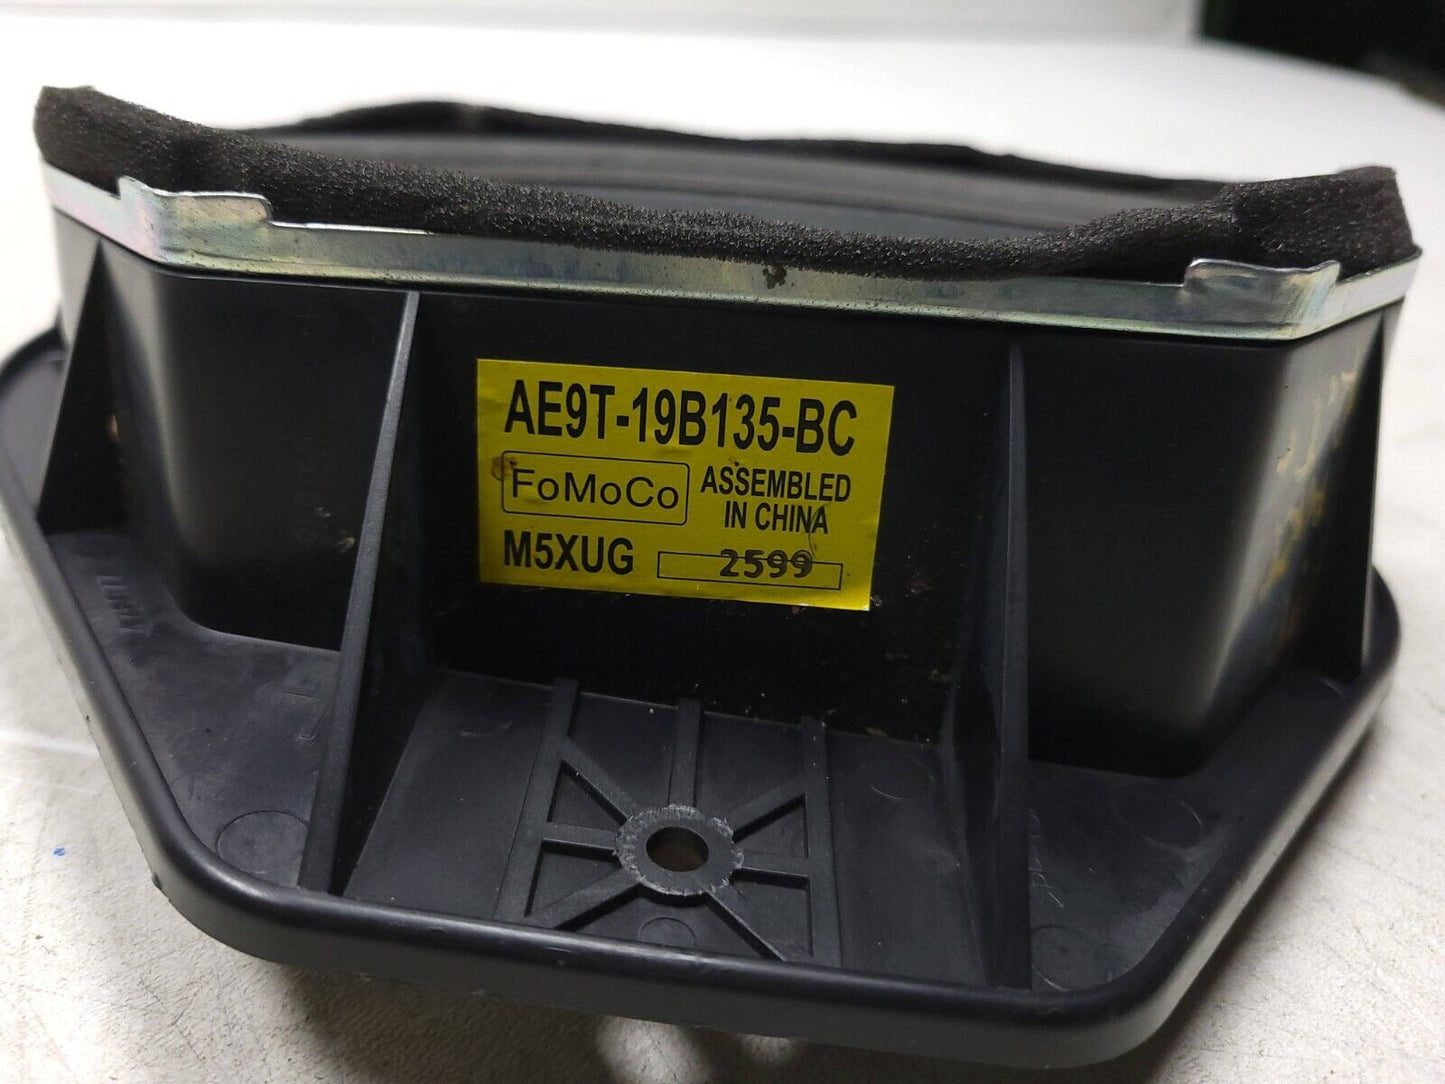 AE9T-19B135-BC
FoMoCo
ASSEMBLED
IN CHINA
M5XUG 2599